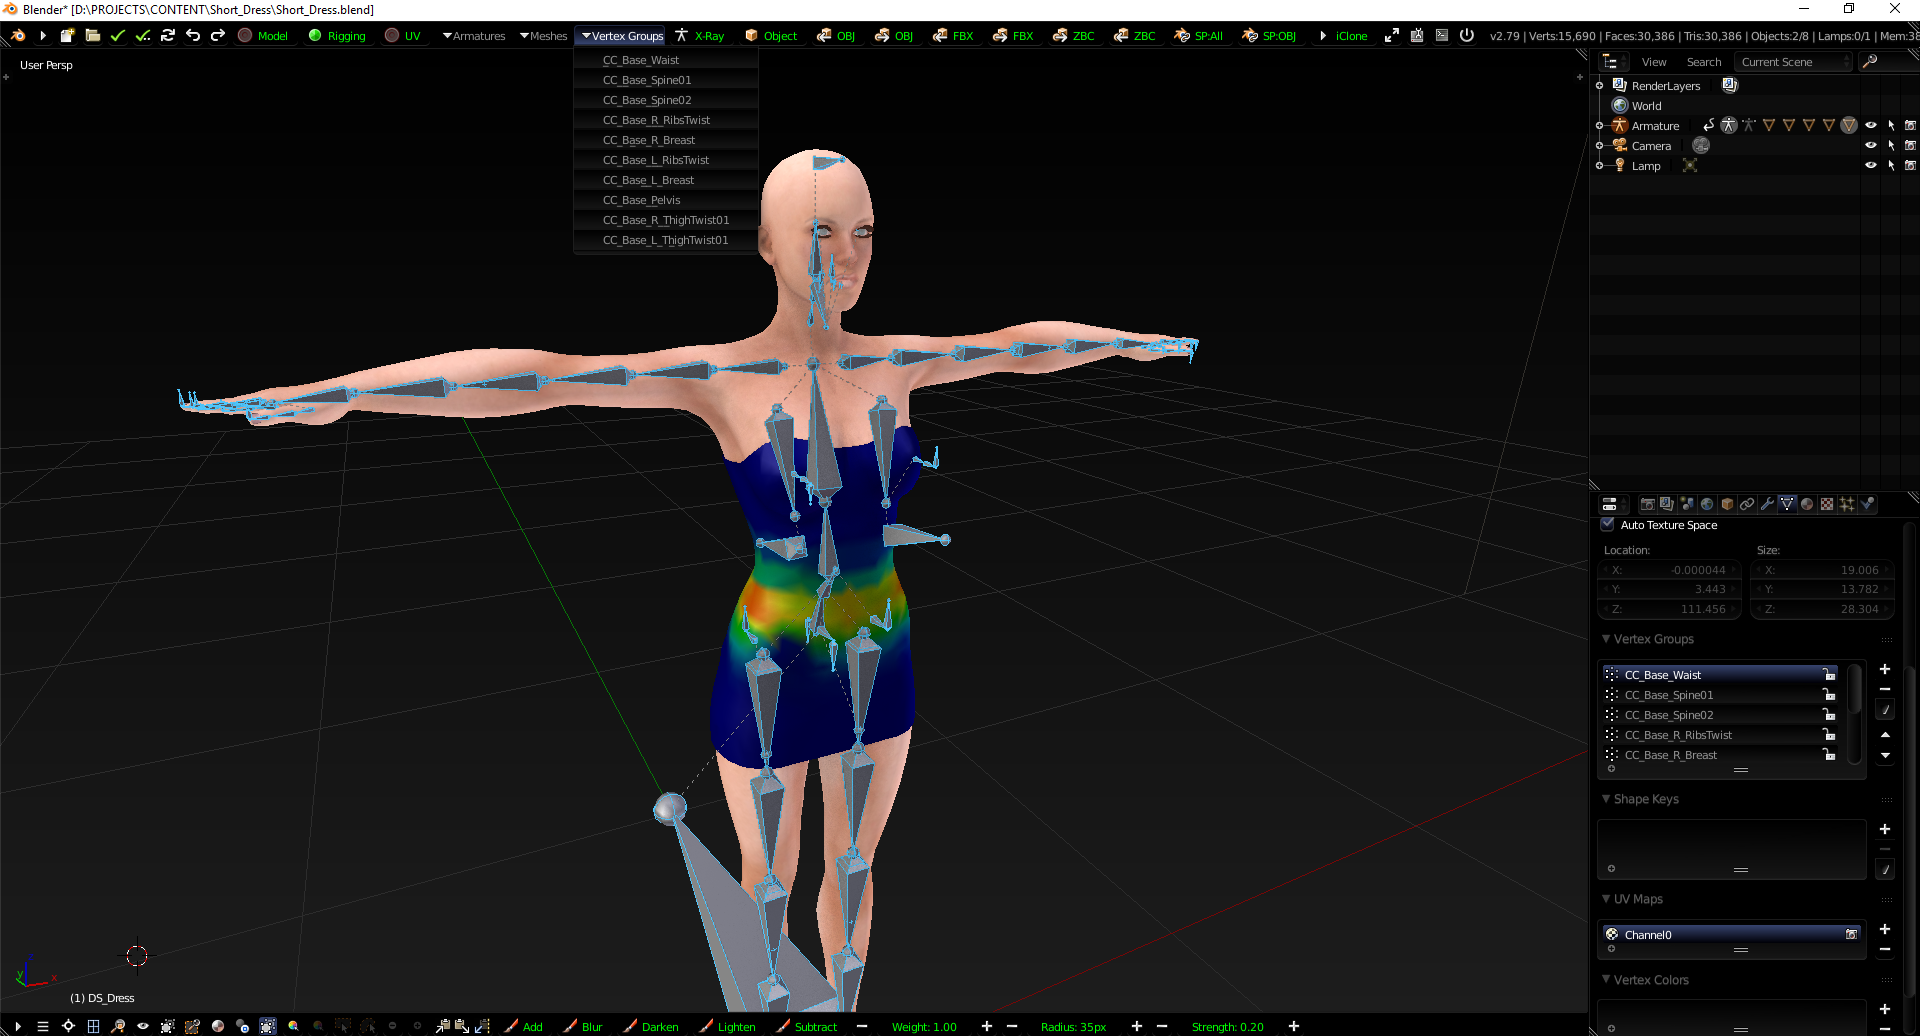 Blender* [D:\PROJECTS\CONTENT\Short_Dress\Short_Dress.blend]
Model Rigging UV Armatures Meshes Vertex Groups X-Ray Object OBJ OBJ FBX FBX ZBC ZBC SP:All SP:OBJ iClone v2.79 | Verts:15,690 | Faces:30,386 | Tris:30,386 | Objects:2/8 | Lamps:0/1 | Mem:36
User Persp
CC_Base_Waist
CC_Base_Spine01
CC_Base_Spine02
CC_Base_R_RibsTwist
CC_Base_R_Breast
CC_Base_L_RibsTwist
CC_Base_L_Breast
CC_Base_Pelvis
CC_Base_R_ThighTwist01
CC_Base_L_ThighTwist01
View Search Current Scene
RenderLayers
World
Armature
Camera
Lamp
Auto Texture Space
Location: Size:
X: -0.000044 X: 19.006
Y: 3.443 Y: 13.782
Z: 111.456 Z: 28.304
Vertex Groups
CC_Base_Waist
CC_Base_Spine01
CC_Base_Spine02
CC_Base_R_RibsTwist
CC_Base_R_Breast
Shape Keys
UV Maps
Channel0
Vertex Colors
y x
(1) DS_Dress
Add Blur Darken Lighten Subtract Weight: 1.00 Radius: 35px Strength: 0.20